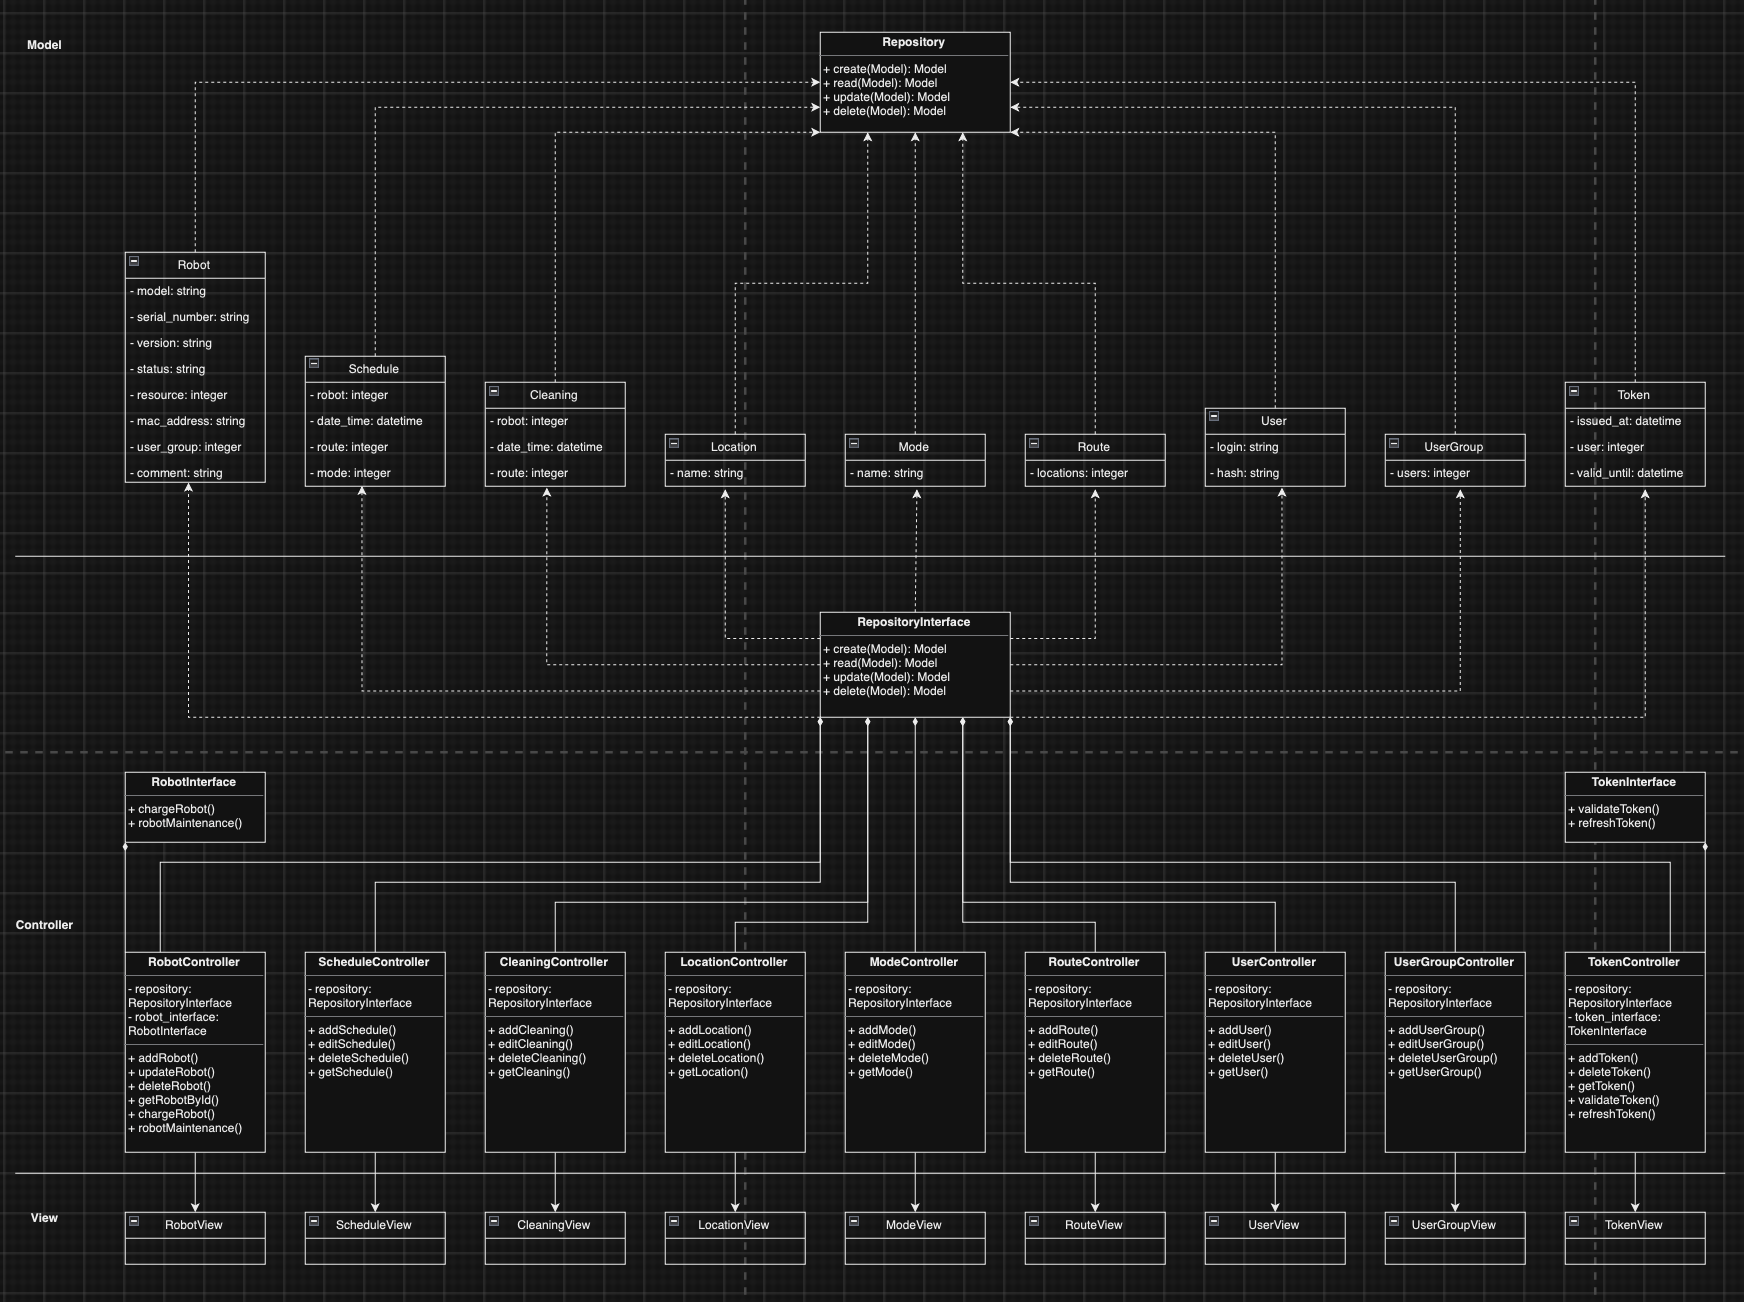 Model
Repository
+ create(Model): Model
+ read(Model): Model
+ update(Model): Model
+ delete(Model): Model
Robot
- model: string
- serial_number: string
- version: string
- status: string
- resource: integer
- mac_address: string
- user_group: integer
- comment: string
Schedule
- robot: integer
- date_time: datetime
- route: integer
- mode: integer
Cleaning
- robot: integer
- date_time: datetime
- route: integer
Location
- name: string
Mode
- name: string
Route
- locations: integer
User
- login: string
- hash: string
UserGroup
- users: integer
Token
- issued_at: datetime
- user: integer
- valid_until: datetime
RepositoryInterface
+ create(Model): Model
+ read(Model): Model
+ update(Model): Model
+ delete(Model): Model
RobotInterface
+ chargeRobot()
+ robotMaintenance()
TokenInterface
+ validateToken()
+ refreshToken()
Controller
RobotController
- repository:
RepositoryInterface
- robot_interface:
RobotInterface
+ addRobot()
+ updateRobot()
+ deleteRobot()
+ getRobotById()
+ chargeRobot()
+ robotMaintenance()
ScheduleController
- repository:
RepositoryInterface
+ addSchedule()
+ editSchedule()
+ deleteSchedule()
+ getSchedule()
CleaningController
- repository:
RepositoryInterface
+ addCleaning()
+ editCleaning()
+ deleteCleaning()
+ getCleaning()
LocationController
- repository:
RepositoryInterface
+ addLocation()
+ editLocation()
+ deleteLocation()
+ getLocation()
ModeController
- repository:
RepositoryInterface
+ addMode()
+ editMode()
+ deleteMode()
+ getMode()
RouteController
- repository:
RepositoryInterface
+ addRoute()
+ editRoute()
+ deleteRoute()
+ getRoute()
UserController
- repository:
RepositoryInterface
+ addUser()
+ editUser()
+ deleteUser()
+ getUser()
UserGroupController
- repository:
RepositoryInterface
+ addUserGroup()
+ editUserGroup()
+ deleteUserGroup()
+ getUserGroup()
TokenController
- repository:
RepositoryInterface
- token_interface:
TokenInterface
+ addToken()
+ deleteToken()
+ getToken()
+ validateToken()
+ refreshToken()
View
RobotView
ScheduleView
CleaningView
LocationView
ModeView
RouteView
UserView
UserGroupView
TokenView